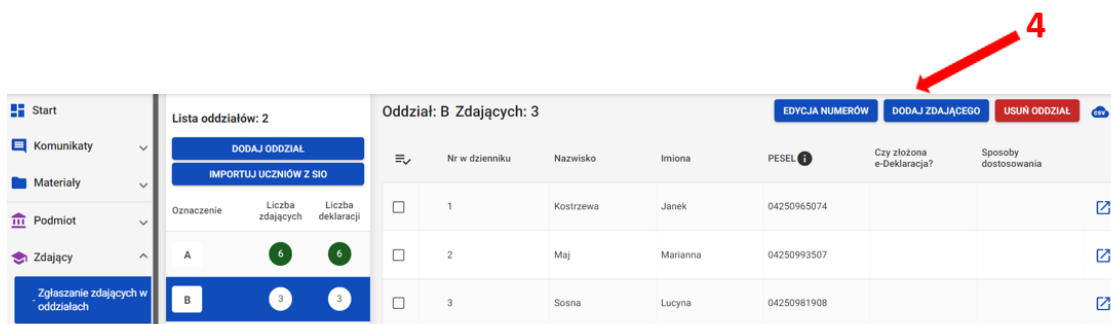 4
Start
Komunikaty
Materiały
Podmiot
Zdający
- Zgłaszanie zdających w
oddziałach
Lista oddziałów: 2
DODAJ ODDZIAŁ
IMPORTUJ UCZNIÓW Z SIO
Oznaczenie Liczba zdających Liczba deklaracji
A 6 6
B 3 3
Oddział: B Zdających: 3
EDYCJA NUMERÓW DODAJ ZDAJĄCEGO USUŃ ODDZIAŁ CSV
Nr w dzienniku Nazwisko Imiona PESEL i Czy złożona e-Deklaracja? Sposoby dostosowania
1 Kostrzewa Janek 04250965074
2 Maj Marianna 04250993507
3 Sosna Lucyna 04250981908